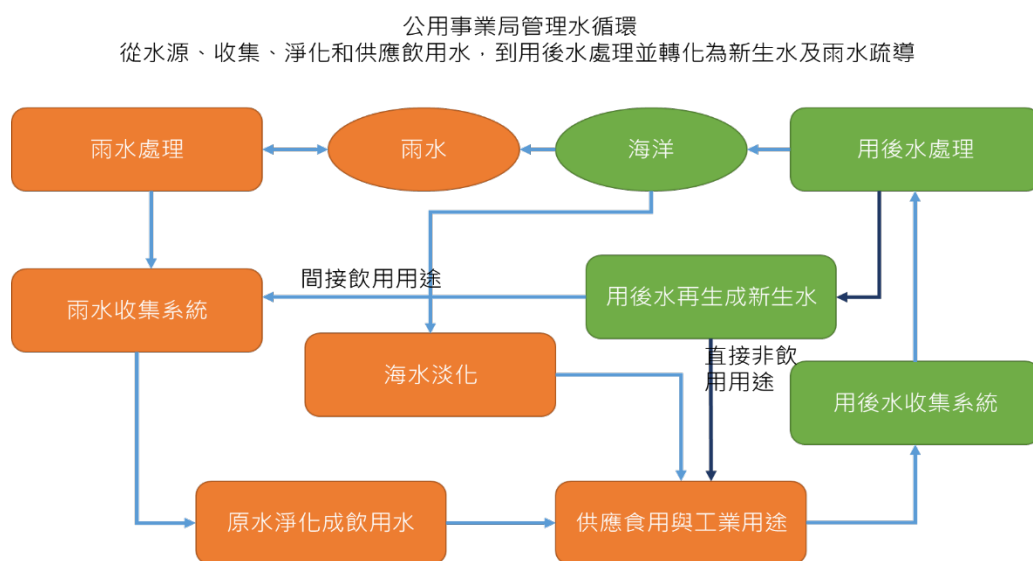 公用事業局管理水循環
從水源、收集、淨化和供應飲用水，到用後水處理並轉化為新生水及雨水疏導
雨水處理
雨水
海洋
用後水處理
間接飲用用途
雨水收集系統
用後水再生成新生水
海水淡化
直接非飲
用用途
用後水收集系統
原水淨化成飲用水
供應食用與工業用途